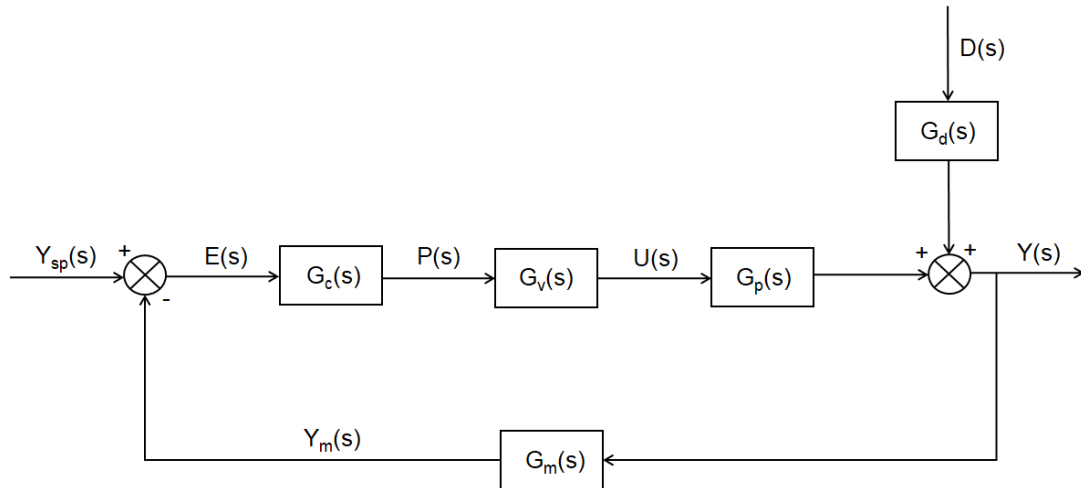 D(s)
G_d(s)
Y_sp(s)
+
E(s)
G_c(s)
P(s)
G_v(s)
U(s)
G_p(s)
+
+
Y(s)
-
Y_m(s)
G_m(s)